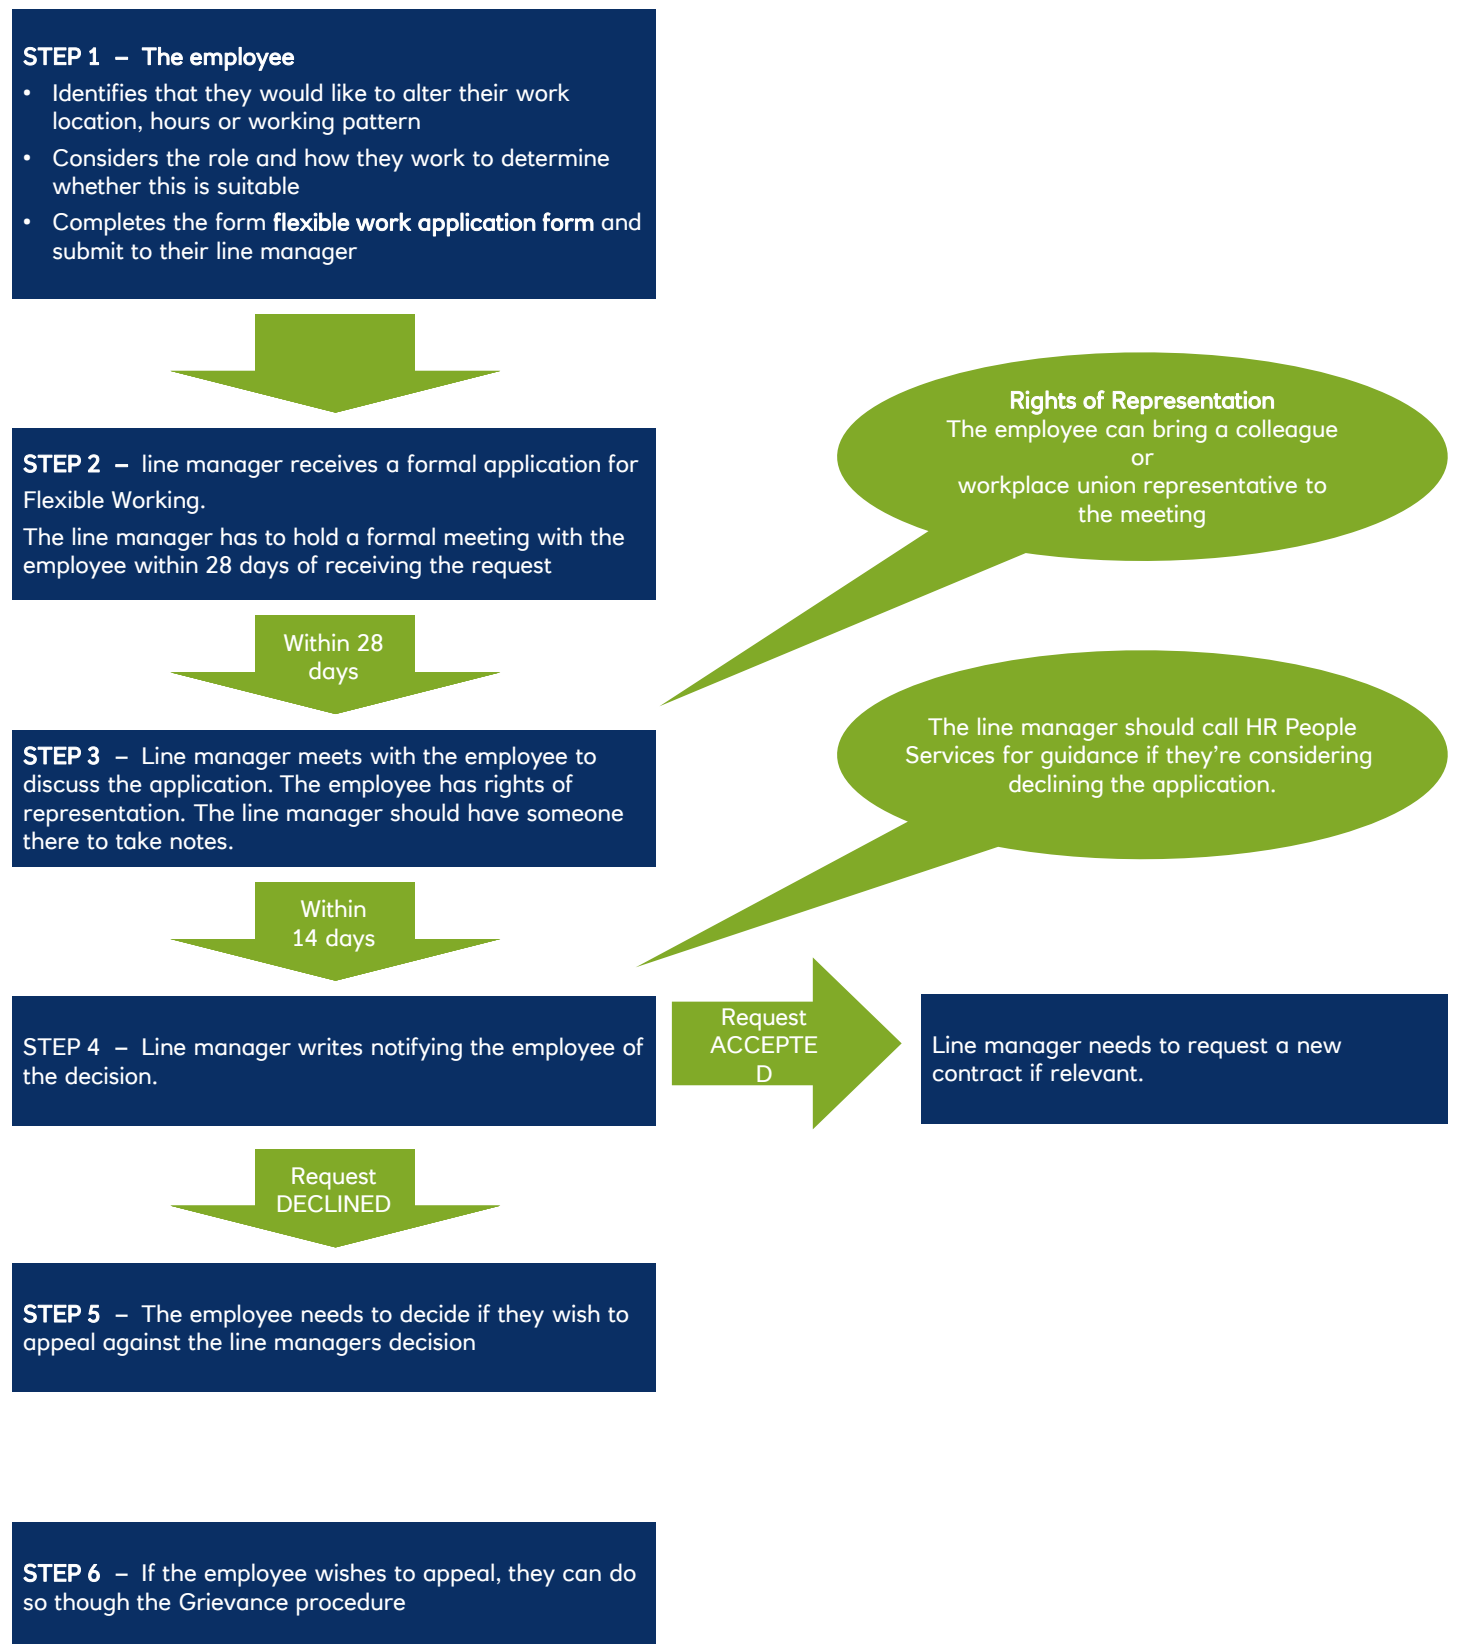 STEP 1 – The employee
• Identifies that they would like to alter their work
location, hours or working pattern
• Considers the role and how they work to determine
whether this is suitable
• Completes the form flexible work application form and
submit to their line manager
Rights of Representation
The employee can bring a colleague
or
workplace union representative to
the meeting
STEP 2 – line manager receives a formal application for
Flexible Working.
The line manager has to hold a formal meeting with the
employee within 28 days of receiving the request
Within 28
days
The line manager should call HR People
Services for guidance if they’re considering
declining the application.
STEP 3 – Line manager meets with the employee to
discuss the application. The employee has rights of
representation. The line manager should have someone
there to take notes.
Within
14 days
STEP 4 – Line manager writes notifying the employee of
the decision.
Request
ACCEPTE
D
Line manager needs to request a new
contract if relevant.
Request
DECLINED
STEP 5 – The employee needs to decide if they wish to
appeal against the line managers decision
STEP 6 – If the employee wishes to appeal, they can do
so though the Grievance procedure